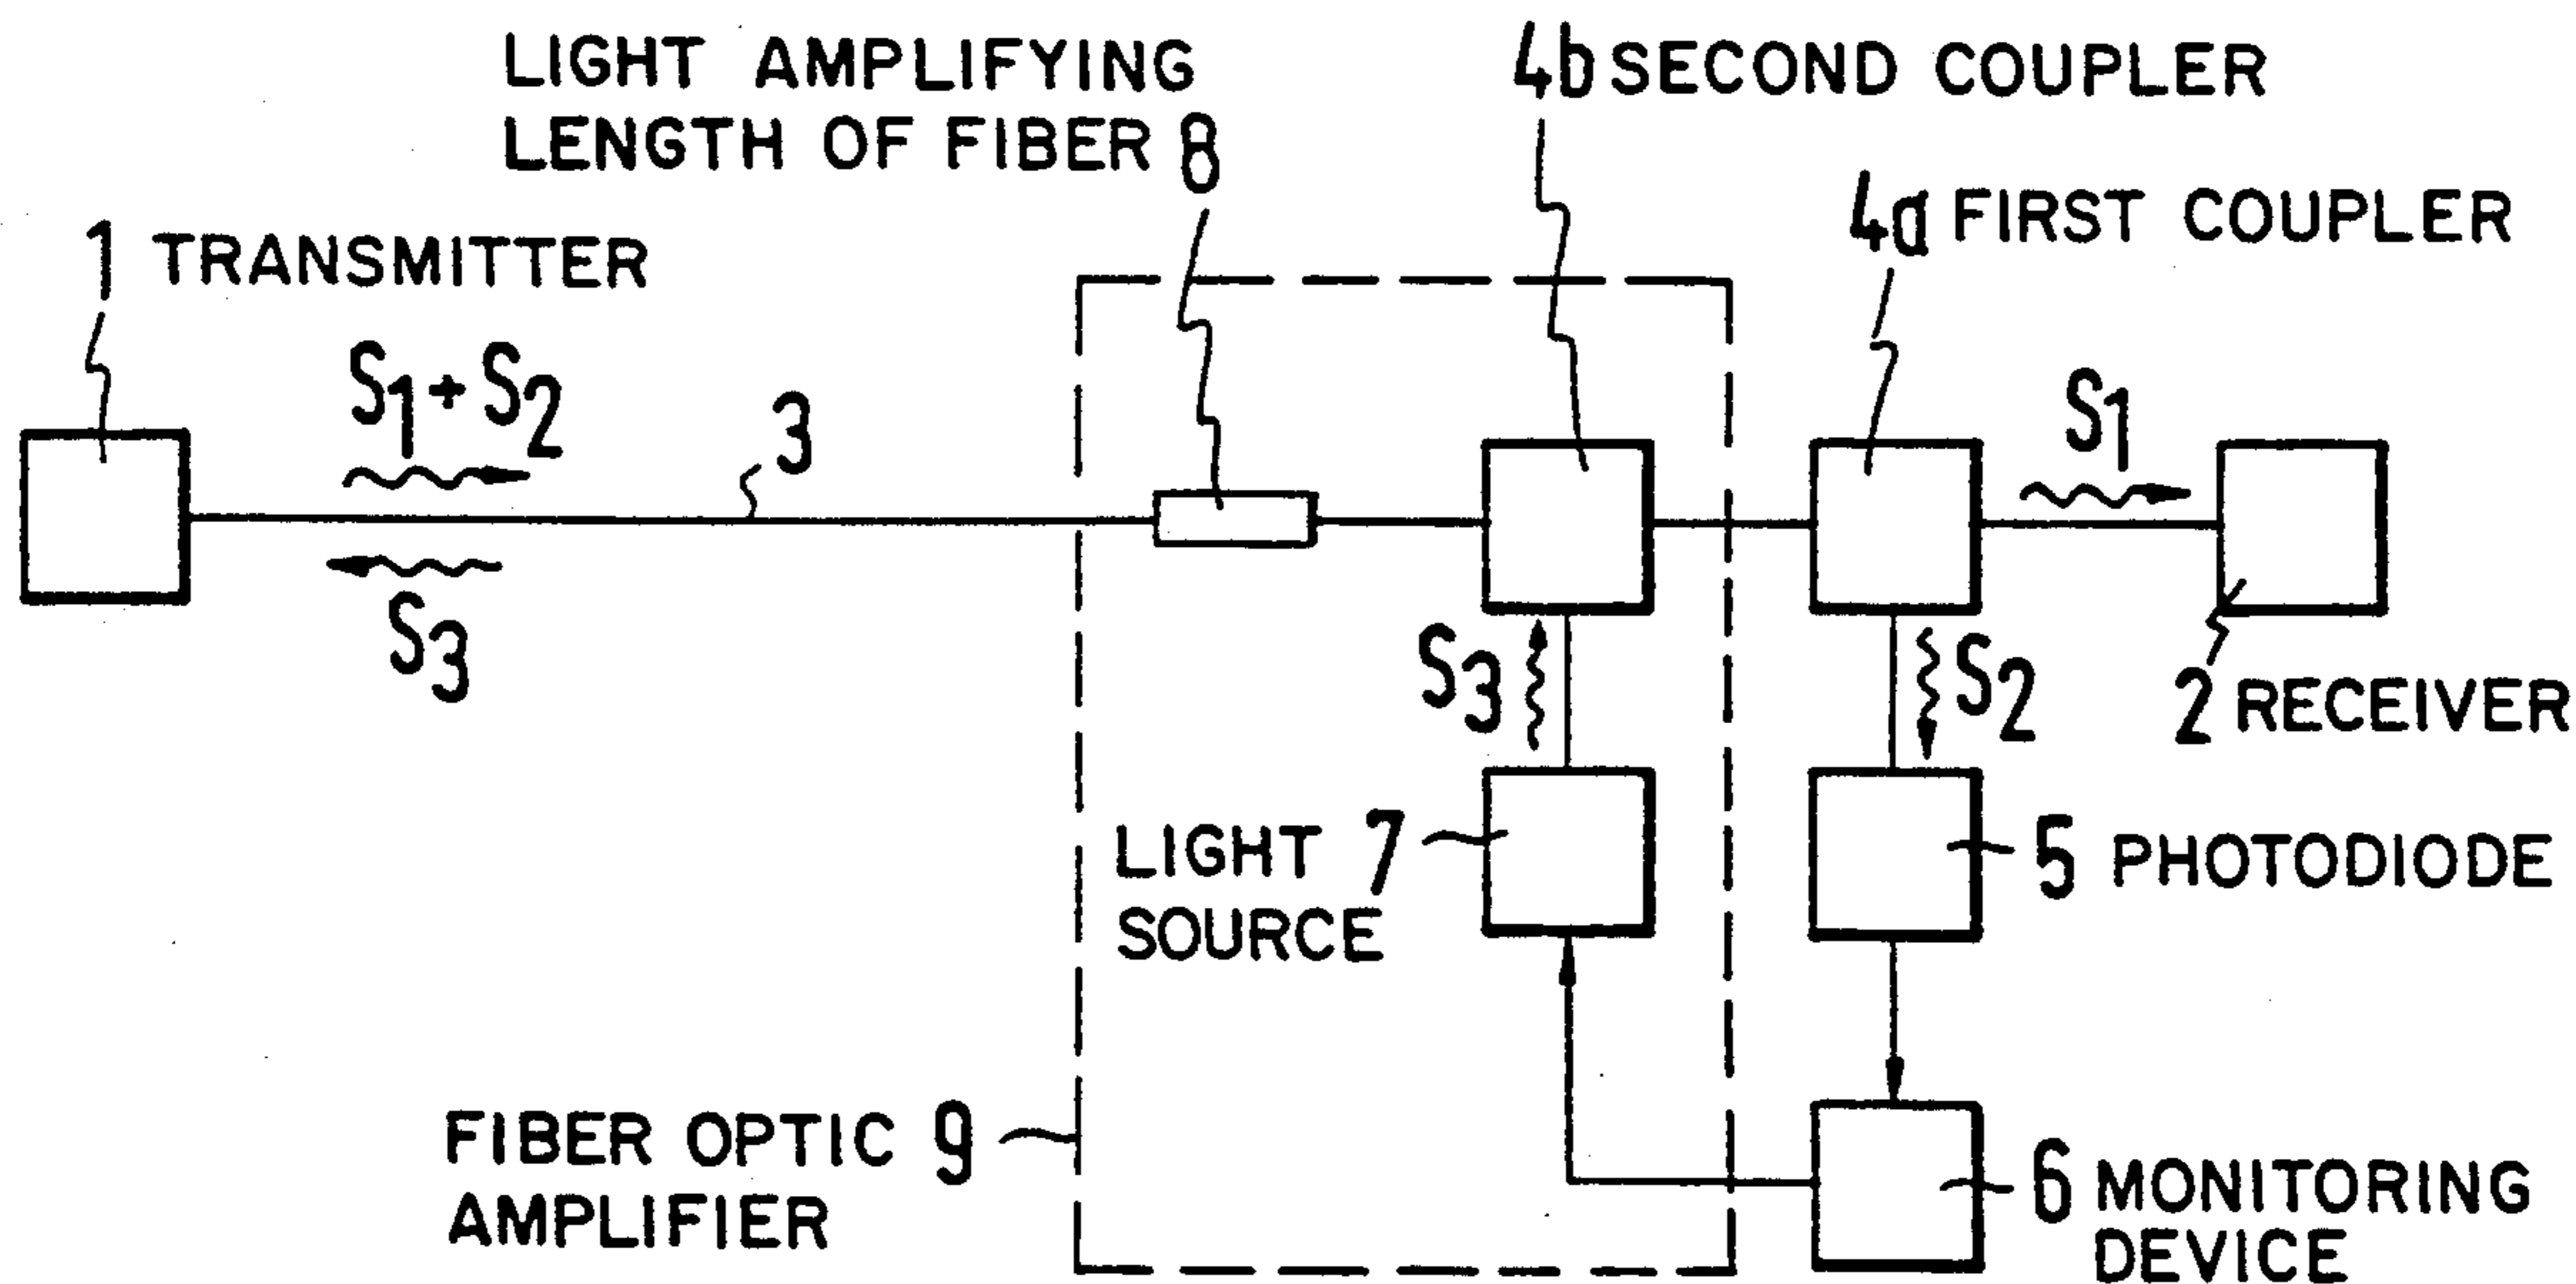 LIGHT AMPLIFYING
LENGTH OF FIBER 8
4b SECOND COUPLER
4a FIRST COUPLER
1 TRANSMITTER
S1 + S2
3
S1
S3
S3
S2
2 RECEIVER
LIGHT 7
SOURCE
5 PHOTODIODE
FIBER OPTIC 9
AMPLIFIER
6 MONITORING
DEVICE